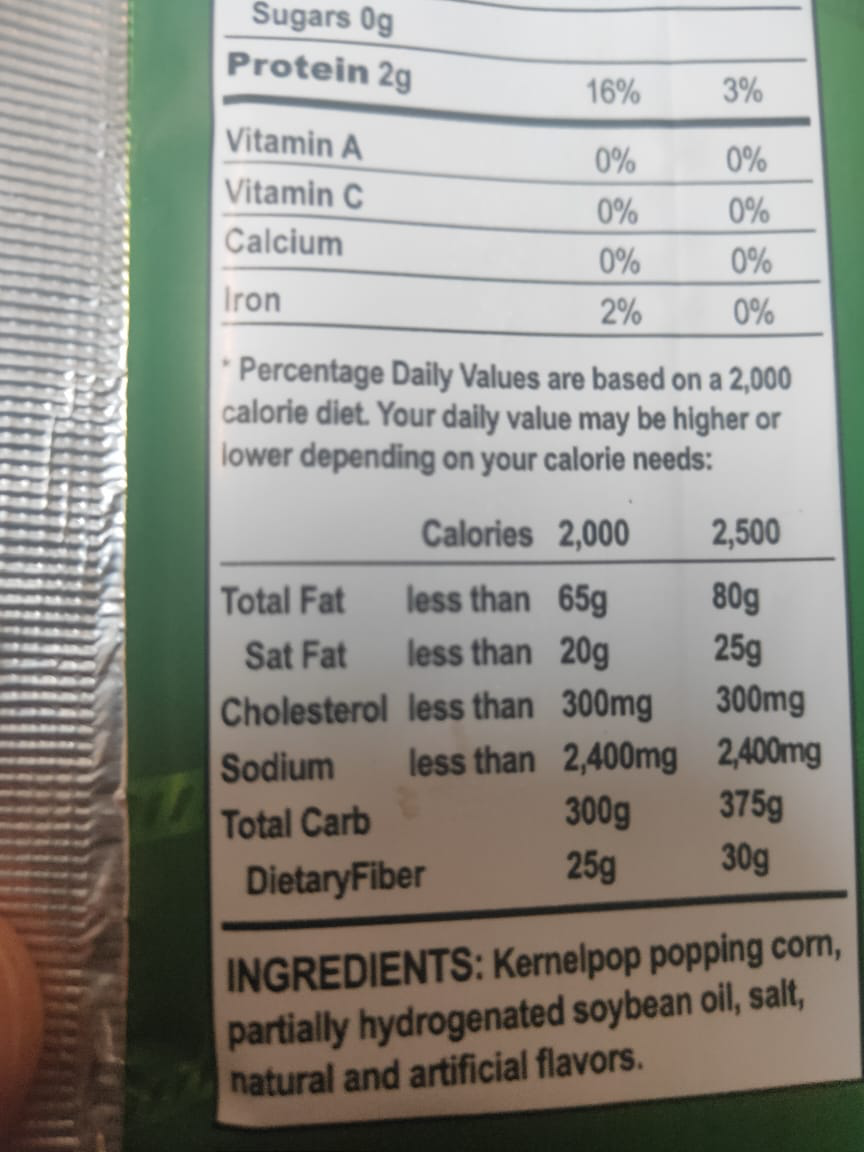 Sugars 0g
Protein 2g 16% 3%
Vitamin A 0% 0%
Vitamin C 0% 0%
Calcium 0% 0%
Iron 2% 0%
* Percentage Daily Values are based on a 2,000
calorie diet. Your daily value may be higher or
lower depending on your calorie needs:
Calories 2,000 2,500
Total Fat less than 65g 80g
Sat Fat less than 20g 25g
Cholesterol less than 300mg 300mg
Sodium less than 2,400mg 2,400mg
Total Carb 300g 375g
DietaryFiber 25g 30g
INGREDIENTS: Kernelpop popping corn,
partially hydrogenated soybean oil, salt,
natural and artificial flavors.